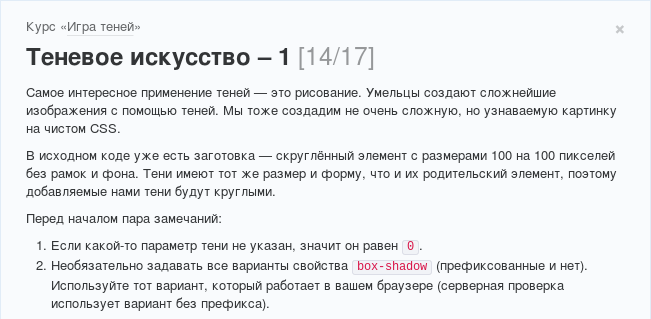 Курс «Игра теней»
×
Теневое искусство – 1 [14/17]
Самое интересное применение теней — это рисование. Умельцы создают сложнейшие
изображения с помощью теней. Мы тоже создадим не очень сложную, но узнаваемую картинку
на чистом CSS.
В исходном коде уже есть заготовка — скруглённый элемент с размерами 100 на 100 пикселей
без рамок и фона. Тени имеют тот же размер и форму, что и их родительский элемент, поэтому
добавляемые нами тени будут круглыми.
Перед началом пара замечаний:
1. Если какой-то параметр тени не указан, значит он равен 0.
2. Необязательно задавать все варианты свойства box-shadow (префиксованные и нет).
Используйте тот вариант, который работает в вашем браузере (серверная проверка
использует вариант без префикса).